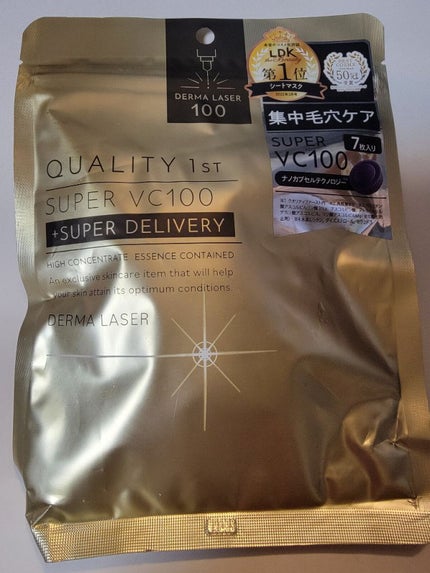 DERMA LASER
100
LDK
第1位
シートマスク
50冠
集中毛穴ケア
SUPER
VC100
7枚入り
ナノカプセルテクノロジー
QUALITY 1ST
SUPER VC100
+SUPER DELIVERY
HIGH CONCENTRATE ESSENCE CONTAINED
An exclusive skincare item that will help
your skin attain its optimum conditions.
DERMA LASER